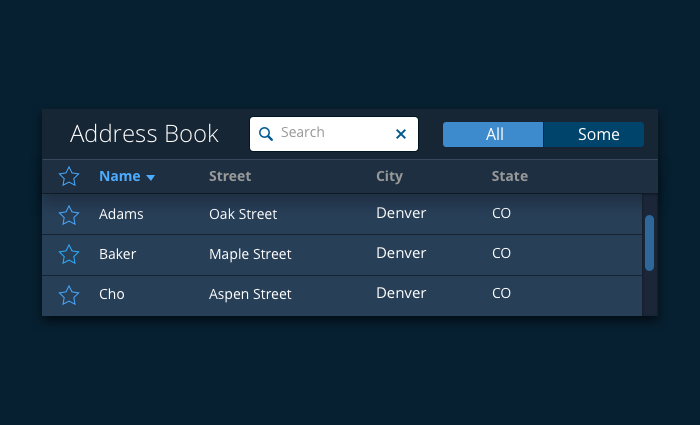 Address Book Search All Some
Name Street City State
Adams Oak Street Denver CO
Baker Maple Street Denver CO
Cho Aspen Street Denver CO